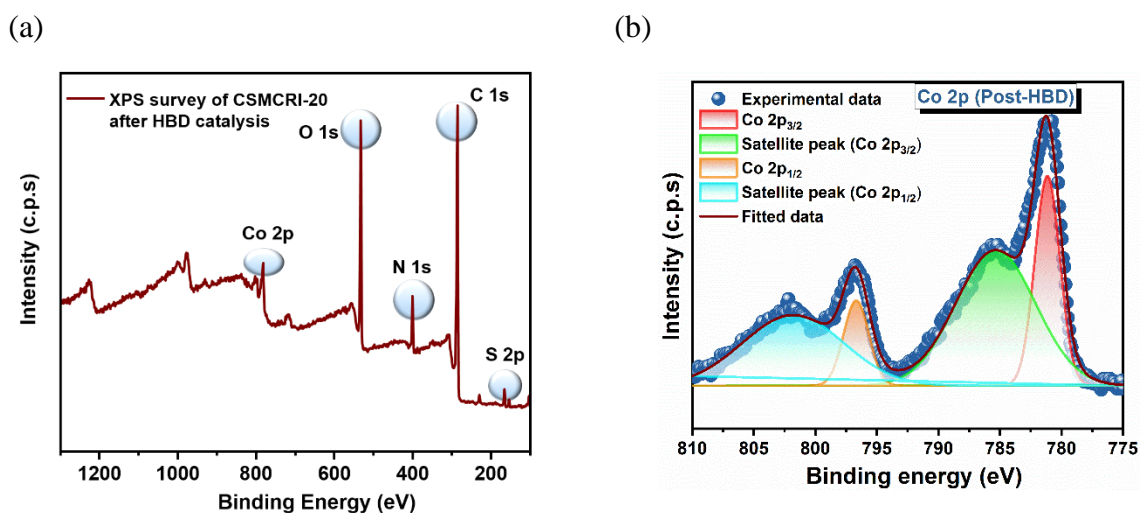 (a)
(b)
XPS survey of CSMCRI-20
after HBD catalysis
C 1s
O 1s
Co 2p
N 1s
S 2p
Intensity (c.p.s)
1200 1000 800 600 400 200
Binding Energy (eV)
Co 2p (Post-HBD)
Experimental data
Co 2p3/2
Satellite peak (Co 2p3/2)
Co 2p1/2
Satellite peak (Co 2p1/2)
Fitted data
Intensity (c.p.s)
810 805 800 795 790 785 780 775
Binding energy (eV)